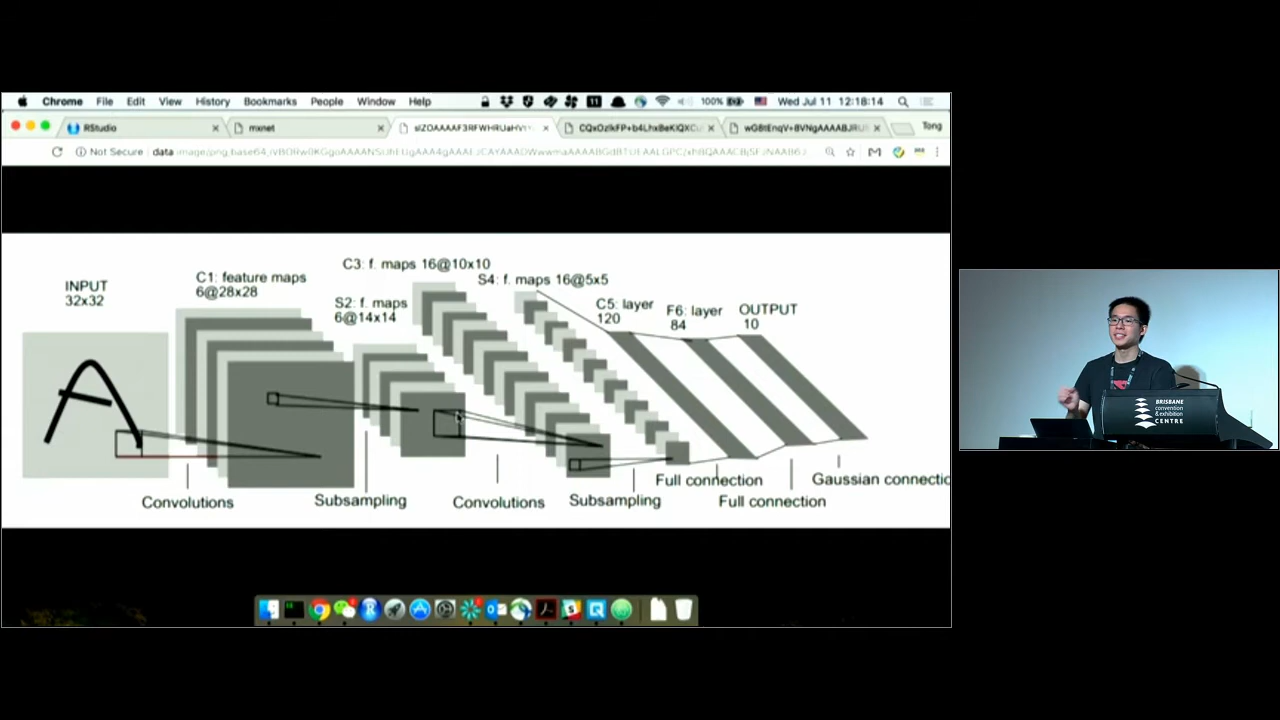 Chrome File Edit View History Bookmarks People Window Help
11
100%
Wed Jul 11 12:18:14
RStudio
mxnet
Tong
Not Secure
INPUT
32x32
C1: feature maps
6@28x28
C3: f. maps 16@10x10
S2: f. maps
6@14x14
S4: f. maps 16@5x5
C5: layer
120
F6: layer
84
OUTPUT
10
Convolutions
Subsampling
Convolutions
Subsampling
Full connection
Full connection
Gaussian connectio
BRISBANE
convention
& exhibition
CENTRE